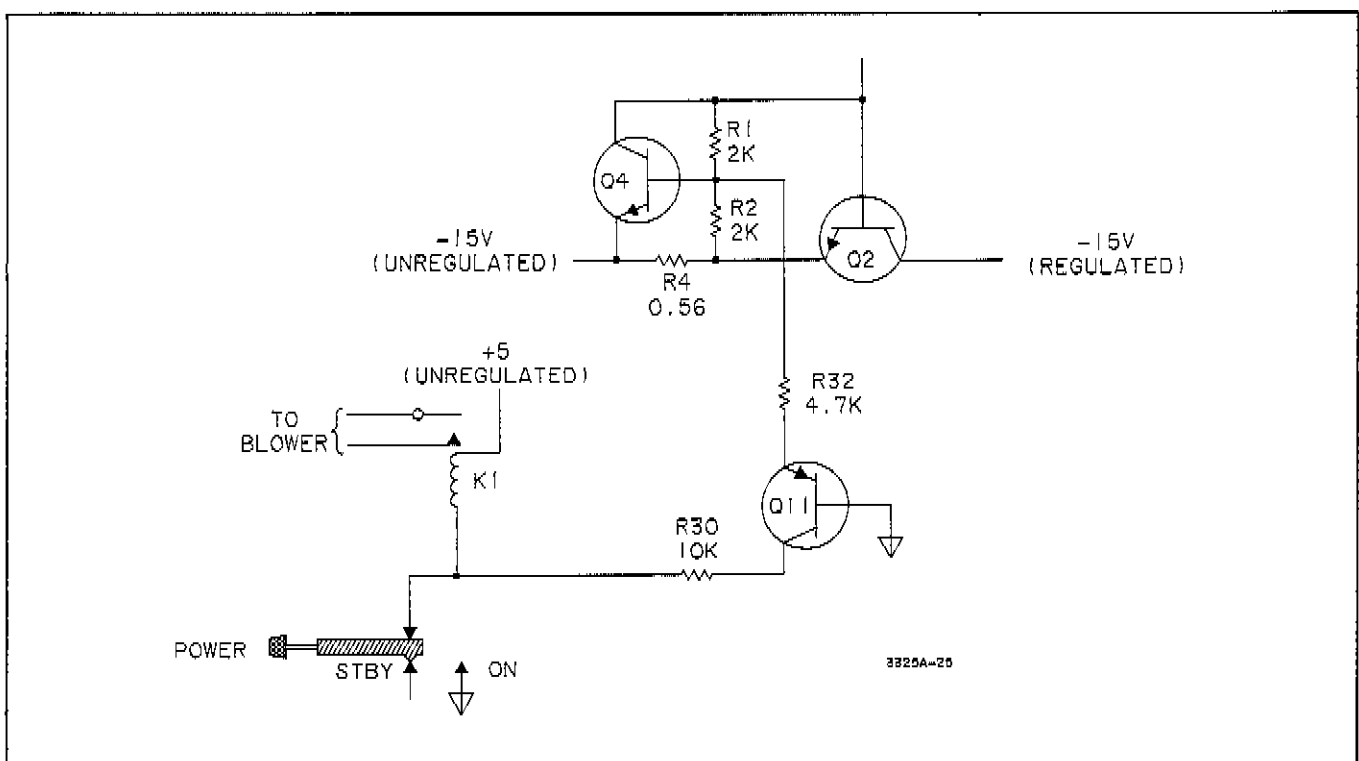 R1
2K
Q4
R2
2K
-15V
(UNREGULATED)
Q2
-15V
(REGULATED)
R4
0.56
+5
(UNREGULATED)
R32
4.7K
TO
BLOWER
K1
Q11
R30
10K
POWER
STBY
ON
3325A-25